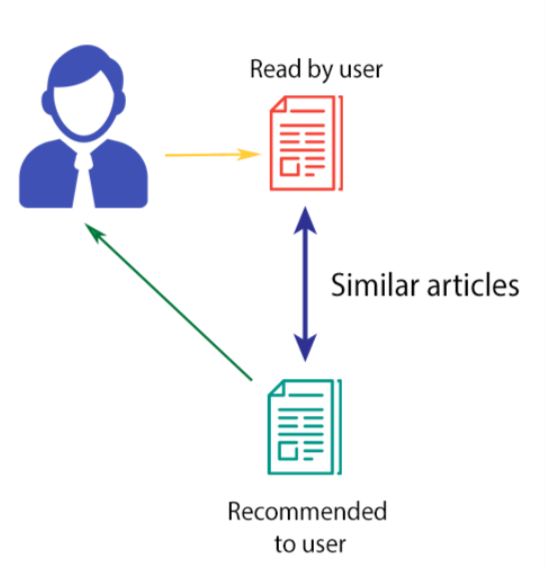 Read by user
Similar articles
Recommended
to user